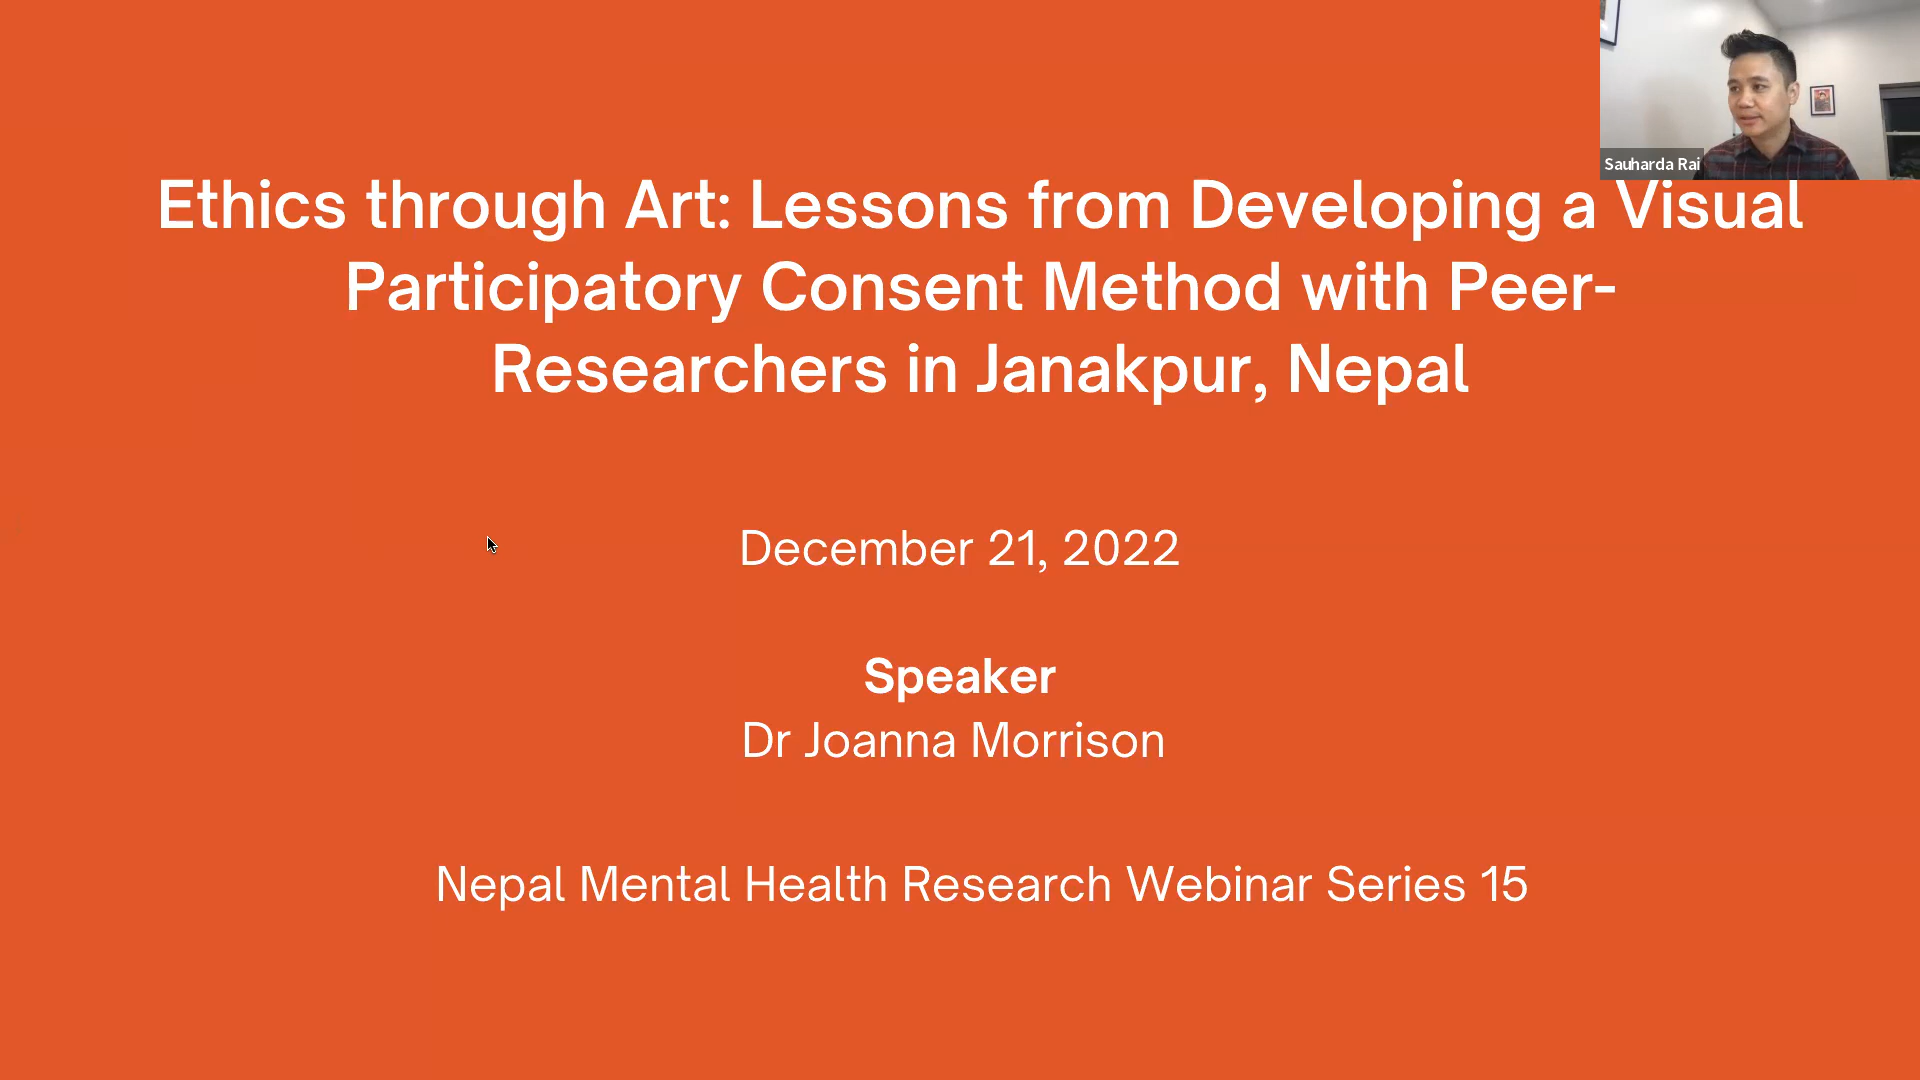 Sauharda Rai
Ethics through Art: Lessons from Developing a Visual
Participatory Consent Method with Peer-
Researchers in Janakpur, Nepal
December 21, 2022
Speaker
Dr Joanna Morrison
Nepal Mental Health Research Webinar Series 15